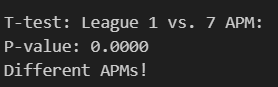 T-test: League 1 vs. 7 APM:
P-value: 0.0000
Different APMs!